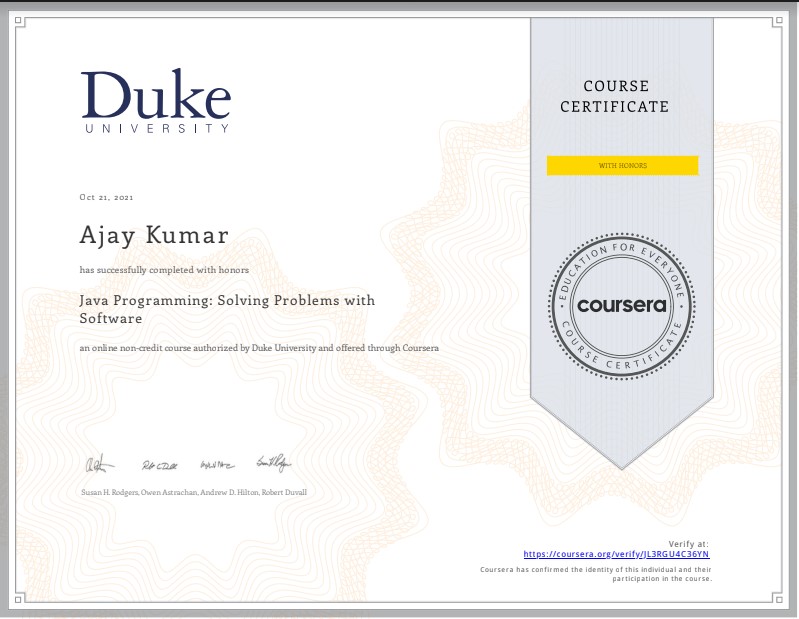 Duke
UNIVERSITY
COURSE
CERTIFICATE
WITH HONORS
Oct 21, 2021
Ajay Kumar
has successfully completed with honors
Java Programming: Solving Problems with
Software
an online non-credit course authorized by Duke University and offered through Coursera
EDUCATION FOR EVERYONE
coursera
COURSE CERTIFICATE
Susan H. Rodgers, Owen Astrachan, Andrew D. Hilton, Robert Duvall
Verify at:
https://coursera.org/verify/JL3RGU4C36YN
Coursera has confirmed the identity of this individual and their
participation in the course.